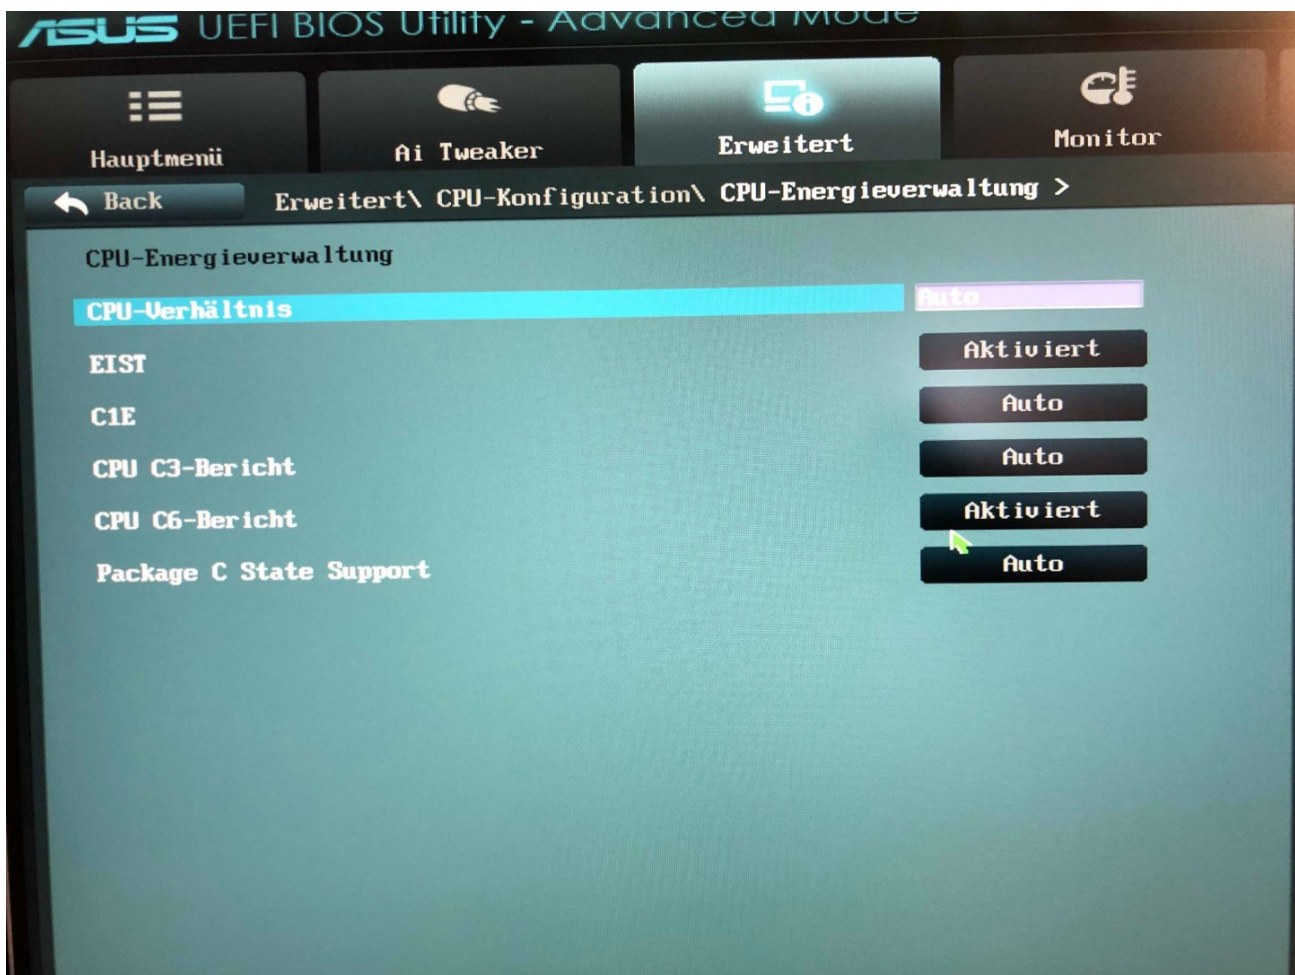 ASUS UEFI BIOS Utility - Advanced Mode
Hauptmenü Ai Tweaker Erweitert Monitor
Back Erweitert\ CPU-Konfiguration\ CPU-Energieverwaltung >
CPU-Energieverwaltung
CPU-Verhältnis Auto
EIST Aktiviert
C1E Auto
CPU C3-Bericht Auto
CPU C6-Bericht Aktiviert
Package C State Support Auto